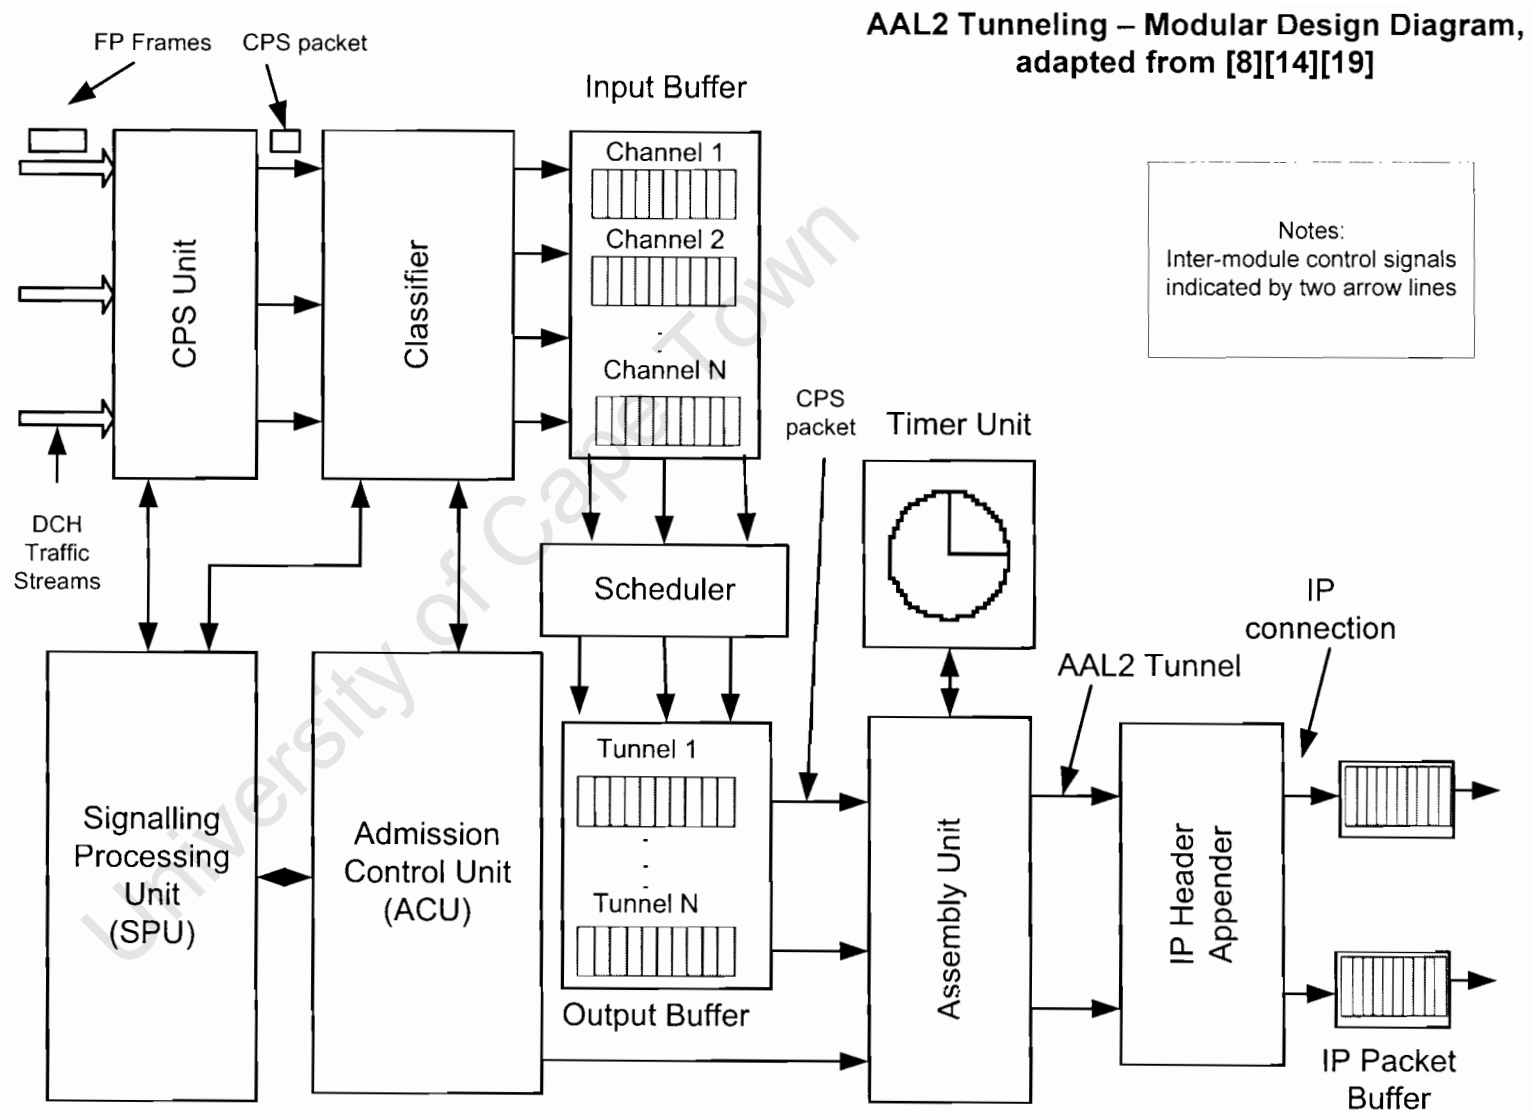 AAL2 Tunneling – Modular Design Diagram,
adapted from [8][14][19]
FP Frames
CPS packet
Input Buffer
Channel 1
Channel 2
Channel N
CPS Unit
Classifier
Notes:
Inter-module control signals
indicated by two arrow lines
CPS
packet
Timer Unit
DCH
Traffic
Streams
Scheduler
IP
connection
AAL2 Tunnel
Tunnel 1
Tunnel N
Output Buffer
Signalling
Processing
Unit
(SPU)
Admission
Control Unit
(ACU)
Assembly Unit
IP Header
Appender
IP Packet
Buffer
University of Cape Town